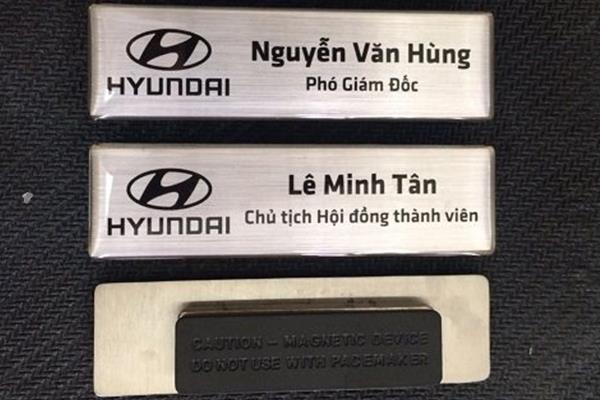 HYUNDAI
Nguyễn Văn Hùng
Phó Giám Đốc
HYUNDAI
Lê Minh Tân
Chủ tịch Hội đồng thành viên
CAUTION - MAGNETIC DEVICE
DO NOT USE WITH PACEMAKER